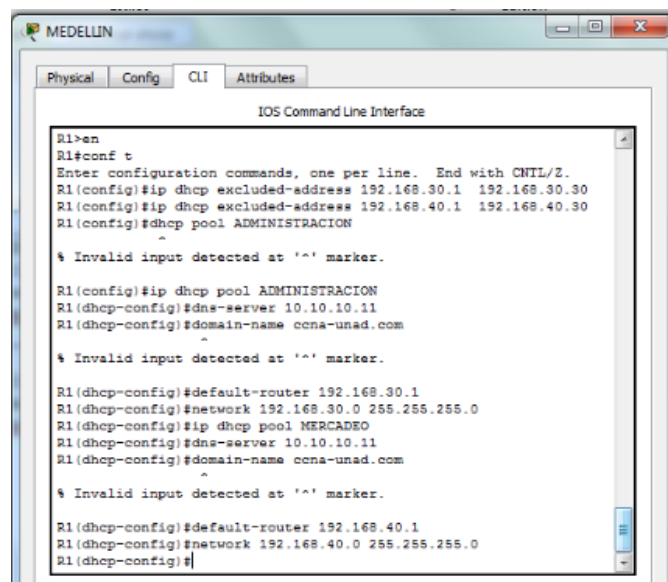 MEDELLIN
Physical Config CLI Attributes
IOS Command Line Interface
R1>en
R1#conf t
Enter configuration commands, one per line. End with CNTL/Z.
R1(config)#ip dhcp excluded-address 192.168.30.1 192.168.30.30
R1(config)#ip dhcp excluded-address 192.168.40.1 192.168.40.30
R1(config)#dhcp pool ADMINISTRACION
^
% Invalid input detected at '^' marker.
R1(config)#ip dhcp pool ADMINISTRACION
R1(dhcp-config)#dns-server 10.10.10.11
R1(dhcp-config)#domain-name ccna-unad.com
^
% Invalid input detected at '^' marker.
R1(dhcp-config)#default-router 192.168.30.1
R1(dhcp-config)#network 192.168.30.0 255.255.255.0
R1(dhcp-config)#ip dhcp pool MERCADEO
R1(dhcp-config)#dns-server 10.10.10.11
R1(dhcp-config)#domain-name ccna-unad.com
^
% Invalid input detected at '^' marker.
R1(dhcp-config)#default-router 192.168.40.1
R1(dhcp-config)#network 192.168.40.0 255.255.255.0
R1(dhcp-config)#